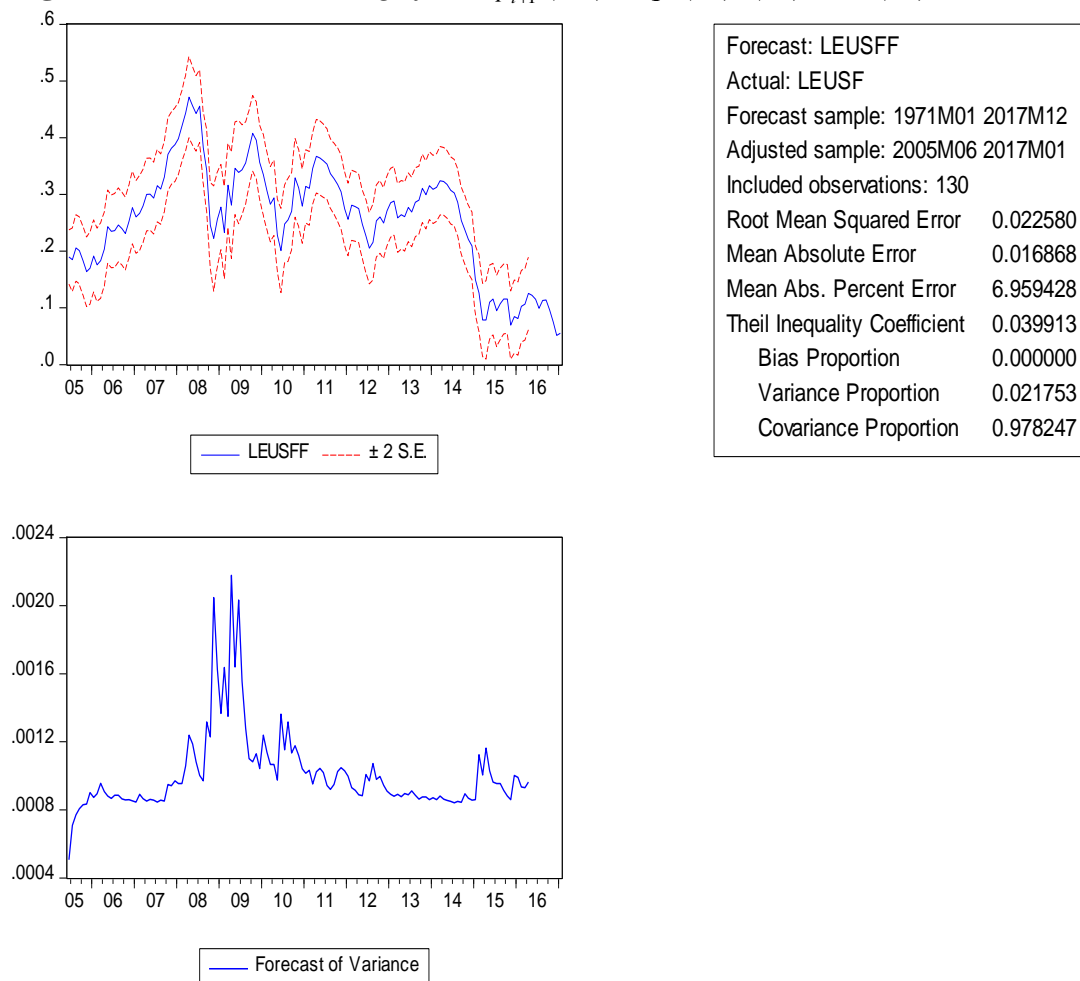 .6
.5
.4
.3
.2
.1
.0
05 06 07 08 09 10 11 12 13 14 15 16
LEUSFF ± 2 S.E.
Forecast: LEUSFF
Actual: LEUSF
Forecast sample: 1971M01 2017M12
Adjusted sample: 2005M06 2017M01
Included observations: 130
Root Mean Squared Error 0.022580
Mean Absolute Error 0.016868
Mean Abs. Percent Error 6.959428
Theil Inequality Coefficient 0.039913
Bias Proportion 0.000000
Variance Proportion 0.021753
Covariance Proportion 0.978247
.0024
.0020
.0016
.0012
.0008
.0004
05 06 07 08 09 10 11 12 13 14 15 16
Forecast of Variance